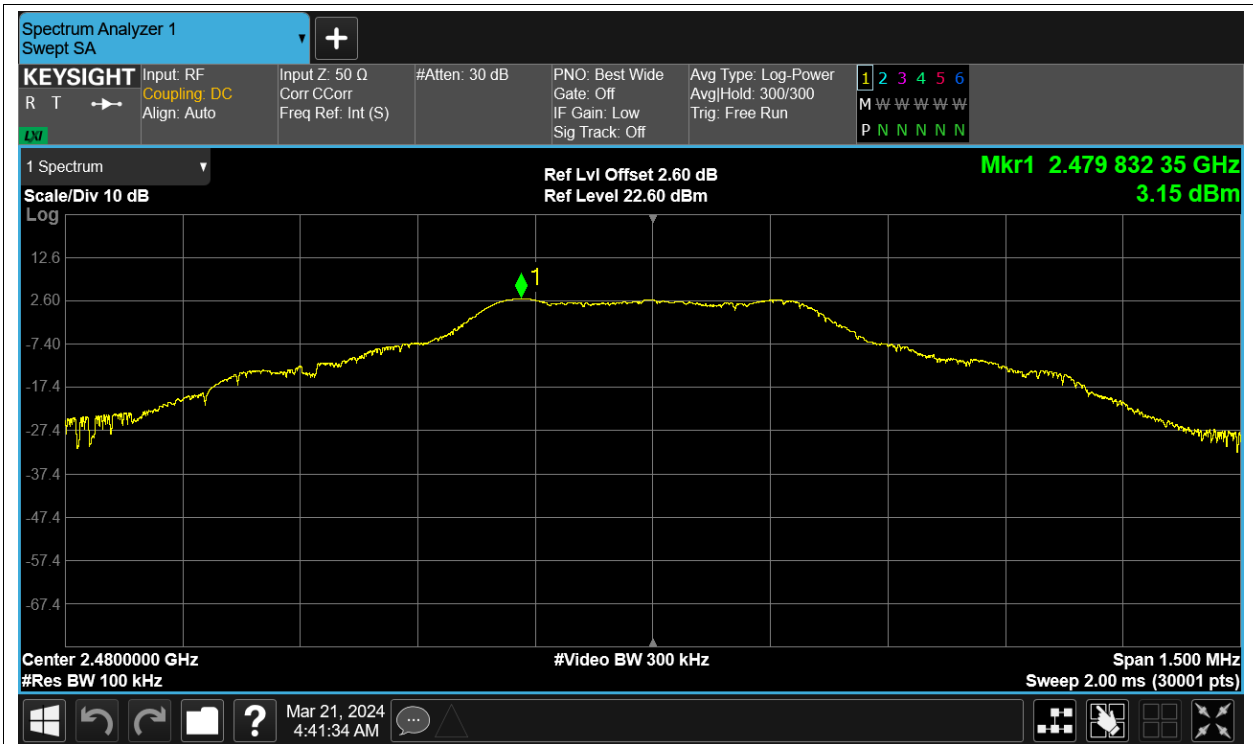 Spectrum Analyzer 1
Swept SA
KEYSIGHT
R T
LXI
Input: RF
Coupling: DC
Align: Auto
Input Z: 50 Ω
Corr CCorr
Freq Ref: Int (S)
#Atten: 30 dB
PNO: Best Wide
Gate: Off
IF Gain: Low
Sig Track: Off
Avg Type: Log-Power
Avg|Hold: 300/300
Trig: Free Run
1 2 3 4 5 6
M W W W W W W
P N N N N N
1 Spectrum
Scale/Div 10 dB
Log
Ref Lvl Offset 2.60 dB
Ref Level 22.60 dBm
Mkr1 2.479 832 35 GHz
3.15 dBm
12.6
2.60
-7.40
-17.4
-27.4
-37.4
-47.4
-57.4
-67.4
1
Center 2.4800000 GHz
#Res BW 100 kHz
#Video BW 300 kHz
Span 1.500 MHz
Sweep 2.00 ms (30001 pts)
?
Mar 21, 2024
4:41:34 AM